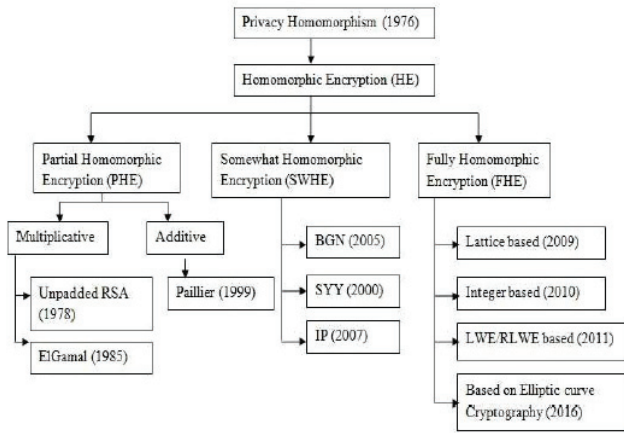 Privacy Homomorphism (1976)
Homomorphic Encryption (HE)
Partial Homomorphic
Encryption (PHE)
Somewhat Homomorphic
Encryption (SWHE)
Fully Homomorphic
Encryption (FHE)
Multiplicative
Additive
Unpadded RSA
(1978)
ElGamal (1985)
Paillier (1999)
BGN (2005)
SYY (2000)
IP (2007)
Lattice based (2009)
Integer based (2010)
LWE/RLWE based (2011)
Based on Elliptic curve
Cryptography (2016)